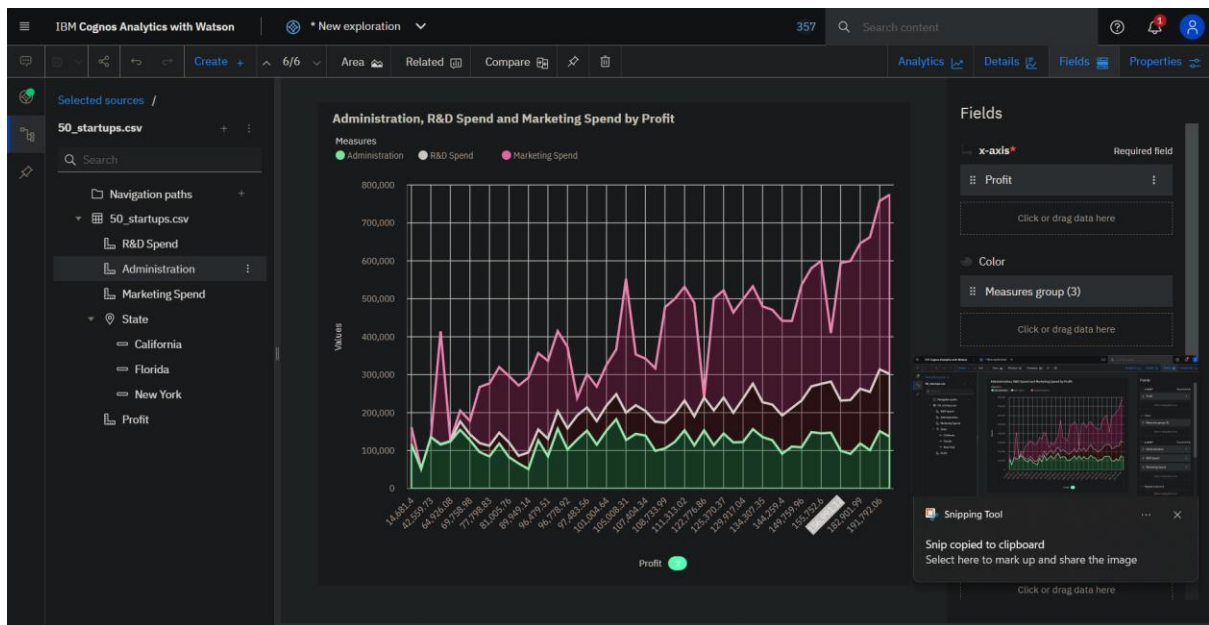 IBM Cognos Analytics with Watson
* New exploration
357
Search content
1
Create +
6/6
Area
Related
Compare
Analytics
Details
Fields
Properties
Selected sources /
50_startups.csv
Search
Navigation paths
50_startups.csv
R&D Spend
Administration
Marketing Spend
State
California
Florida
New York
Profit
Administration, R&D Spend and Marketing Spend by Profit
Measures
Administration
R&D Spend
Marketing Spend
800,000
700,000
600,000
500,000
400,000
300,000
200,000
100,000
0
Values
14,681.4
42,559.73
64,926.08
69,758.98
77,798.83
81,005.76
89,949.14
96,479.51
96,778.92
97,483.56
101,004.64
105,008.31
107,404.34
108,733.99
111,313.02
122,776.86
125,370.37
129,917.04
134,307.35
144,259.4
149,759.96
155,752.6
182,901.99
191,792.06
Profit
Fields
x-axis*
Required field
Profit
Click or drag data here
Color
Measures group (3)
Click or drag data here
Snipping Tool
Snip copied to clipboard
Select here to mark up and share the image
Click or drag data here